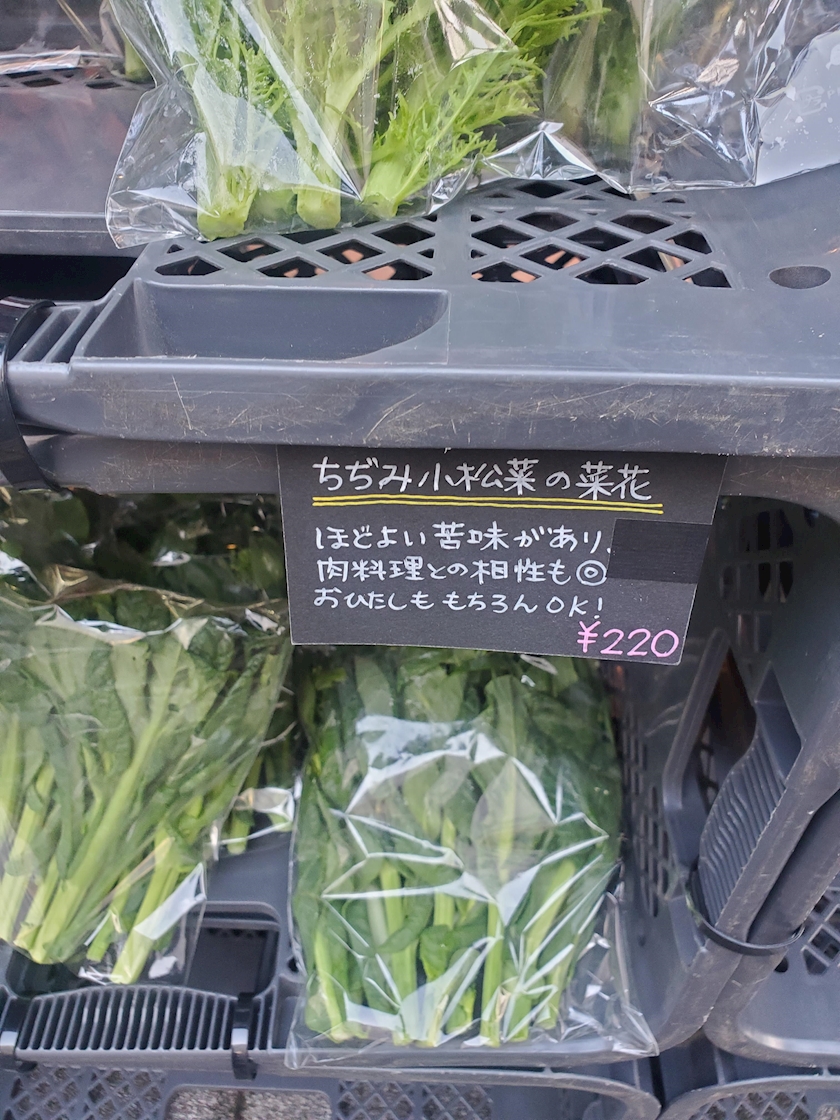 ちぢみ小松菜の菜花
ほどよい苦味があり、
肉料理との相性も◎
おひたしももちろんOK!
¥220